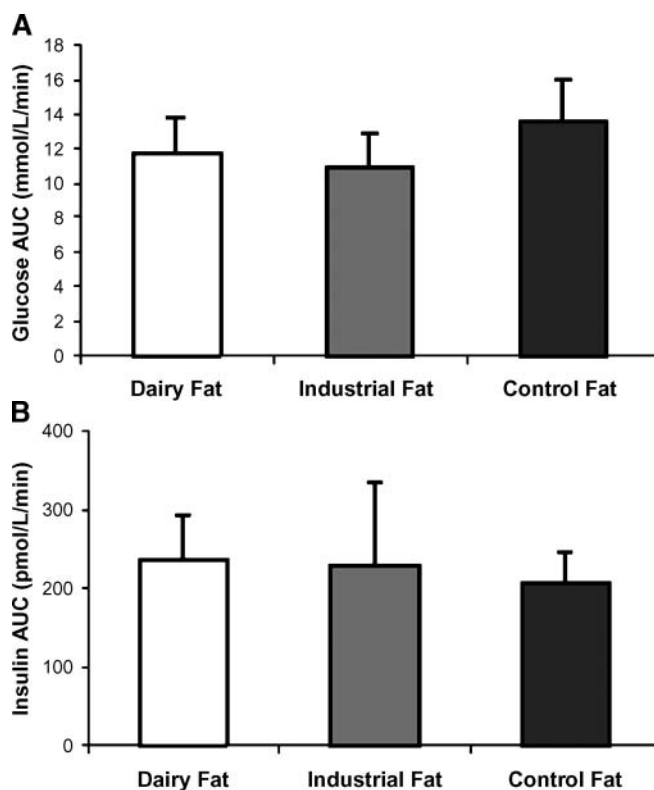 A
Glucose AUC (mmol/L/min)
18
16
14
12
10
8
6
4
2
0
Dairy Fat Industrial Fat Control Fat
B
Insulin AUC (pmol/L/min)
400
300
200
100
0
Dairy Fat Industrial Fat Control Fat